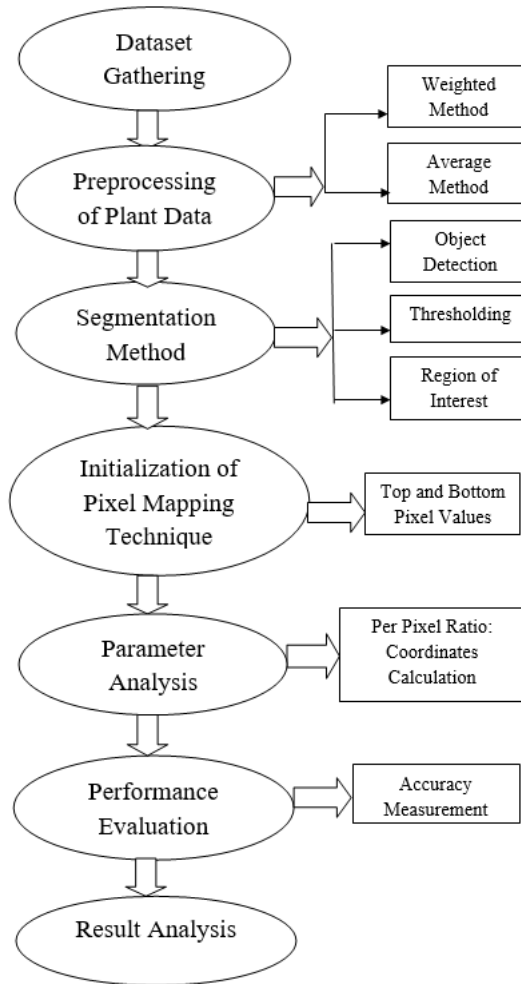 Dataset
Gathering
Weighted
Method
Preprocessing
of Plant Data
Average
Method
Object
Detection
Segmentation
Method
Thresholding
Region of
Interest
Initialization of
Pixel Mapping
Technique
Top and Bottom
Pixel Values
Parameter
Analysis
Per Pixel Ratio:
Coordinates
Calculation
Performance
Evaluation
Accuracy
Measurement
Result Analysis